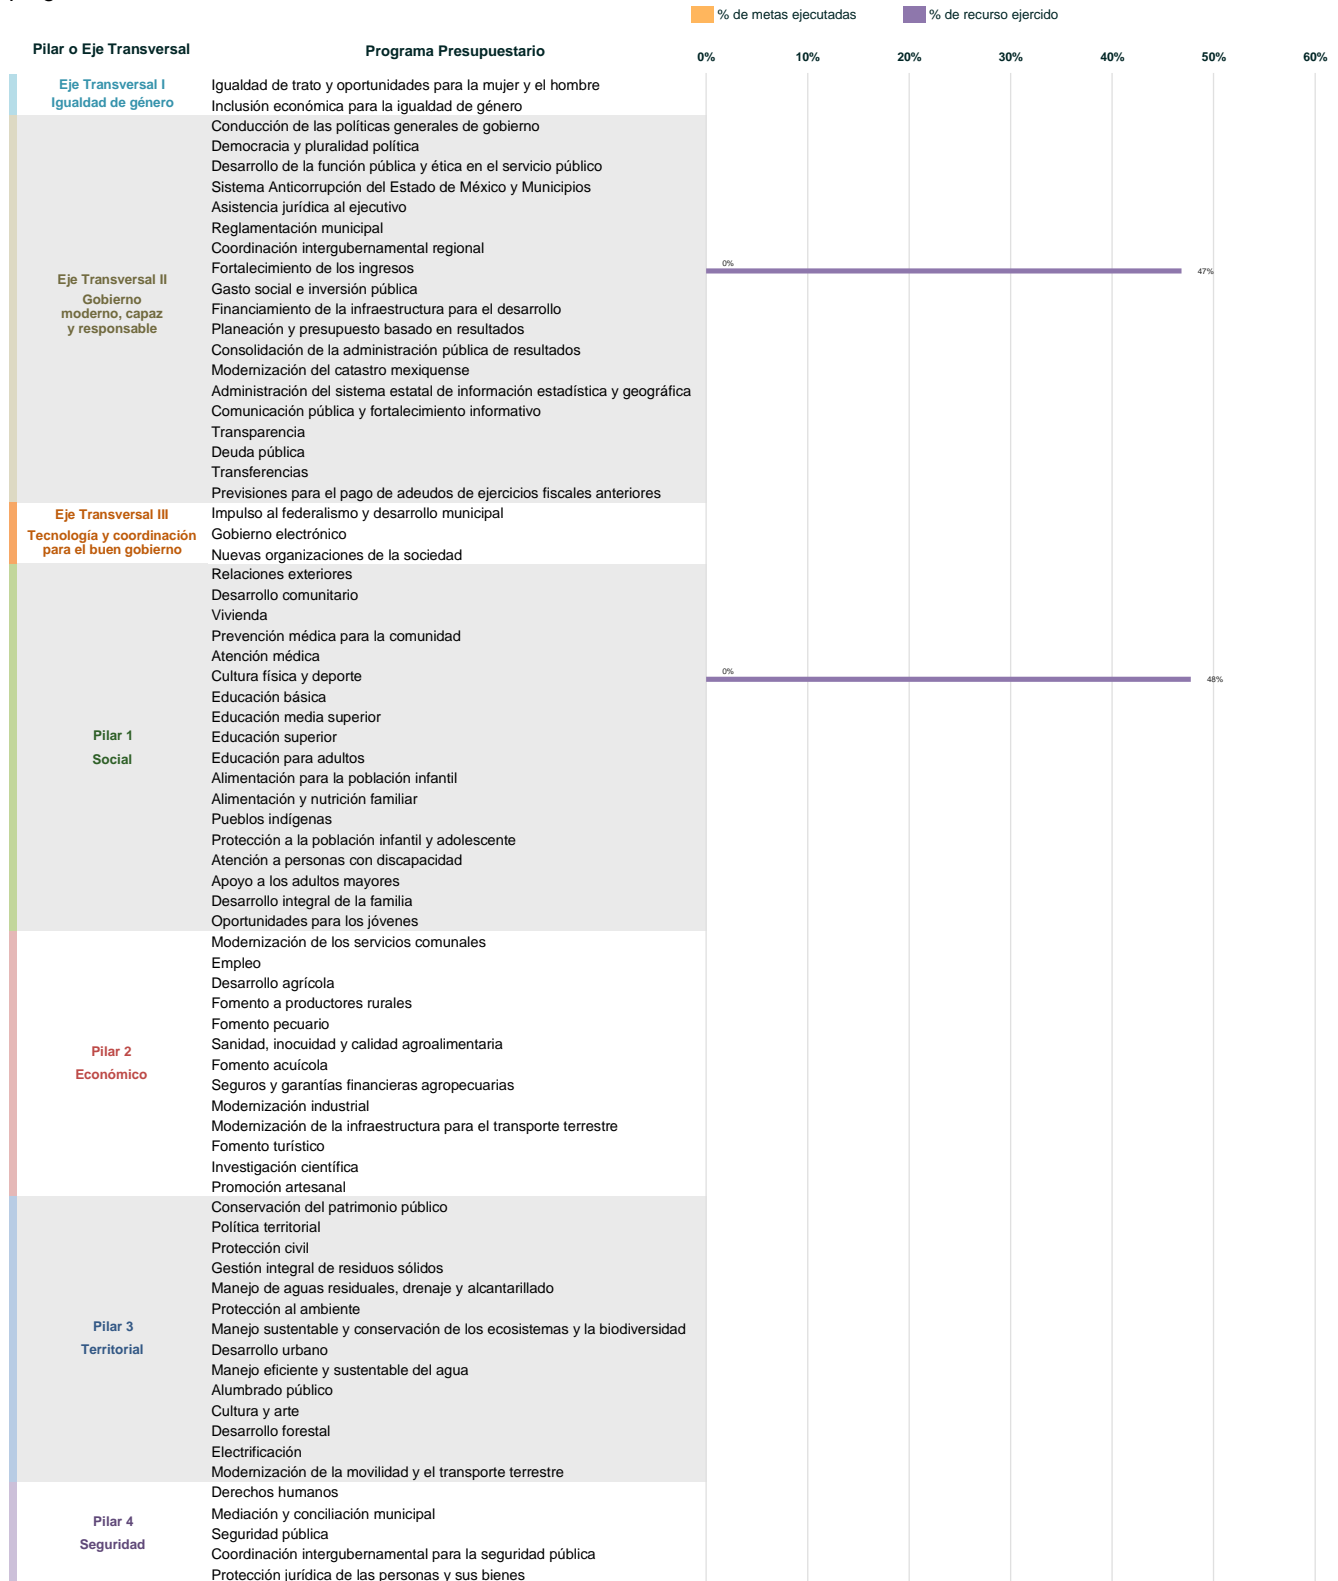 % de metas ejecutadas
% de recurso ejercido
Pilar o Eje Transversal
Programa Presupuestario
0%
10%
20%
30%
40%
50%
60%
Eje Transversal I
Igualdad de género
Igualdad de trato y oportunidades para la mujer y el hombre
Inclusión económica para la igualdad de género
Eje Transversal II
Gobierno
moderno, capaz
y responsable
Conducción de las políticas generales de gobierno
Democracia y pluralidad política
Desarrollo de la función pública y ética en el servicio público
Sistema Anticorrupción del Estado de México y Municipios
Asistencia jurídica al ejecutivo
Reglamentación municipal
Coordinación intergubernamental regional
Fortalecimiento de los ingresos
0%
47%
Gasto social e inversión pública
Financiamiento de la infraestructura para el desarrollo
Planeación y presupuesto basado en resultados
Consolidación de la administración pública de resultados
Modernización del catastro mexiquense
Administración del sistema estatal de información estadística y geográfica
Comunicación pública y fortalecimiento informativo
Transparencia
Deuda pública
Transferencias
Previsiones para el pago de adeudos de ejercicios fiscales anteriores
Eje Transversal III
Tecnología y coordinación
para el buen gobierno
Impulso al federalismo y desarrollo municipal
Gobierno electrónico
Nuevas organizaciones de la sociedad
Pilar 1
Social
Relaciones exteriores
Desarrollo comunitario
Vivienda
Prevención médica para la comunidad
Atención médica
Cultura física y deporte
0%
48%
Educación básica
Educación media superior
Educación superior
Educación para adultos
Alimentación para la población infantil
Alimentación y nutrición familiar
Pueblos indígenas
Protección a la población infantil y adolescente
Atención a personas con discapacidad
Apoyo a los adultos mayores
Desarrollo integral de la familia
Oportunidades para los jóvenes
Pilar 2
Económico
Modernización de los servicios comunales
Empleo
Desarrollo agrícola
Fomento a productores rurales
Fomento pecuario
Sanidad, inocuidad y calidad agroalimentaria
Fomento acuícola
Seguros y garantías financieras agropecuarias
Modernización industrial
Modernización de la infraestructura para el transporte terrestre
Fomento turístico
Investigación científica
Promoción artesanal
Pilar 3
Territorial
Conservación del patrimonio público
Política territorial
Protección civil
Gestión integral de residuos sólidos
Manejo de aguas residuales, drenaje y alcantarillado
Protección al ambiente
Manejo sustentable y conservación de los ecosistemas y la biodiversidad
Desarrollo urbano
Manejo eficiente y sustentable del agua
Alumbrado público
Cultura y arte
Desarrollo forestal
Electrificación
Modernización de la movilidad y el transporte terrestre
Pilar 4
Seguridad
Derechos humanos
Mediación y conciliación municipal
Seguridad pública
Coordinación intergubernamental para la seguridad pública
Protección jurídica de las personas y sus bienes